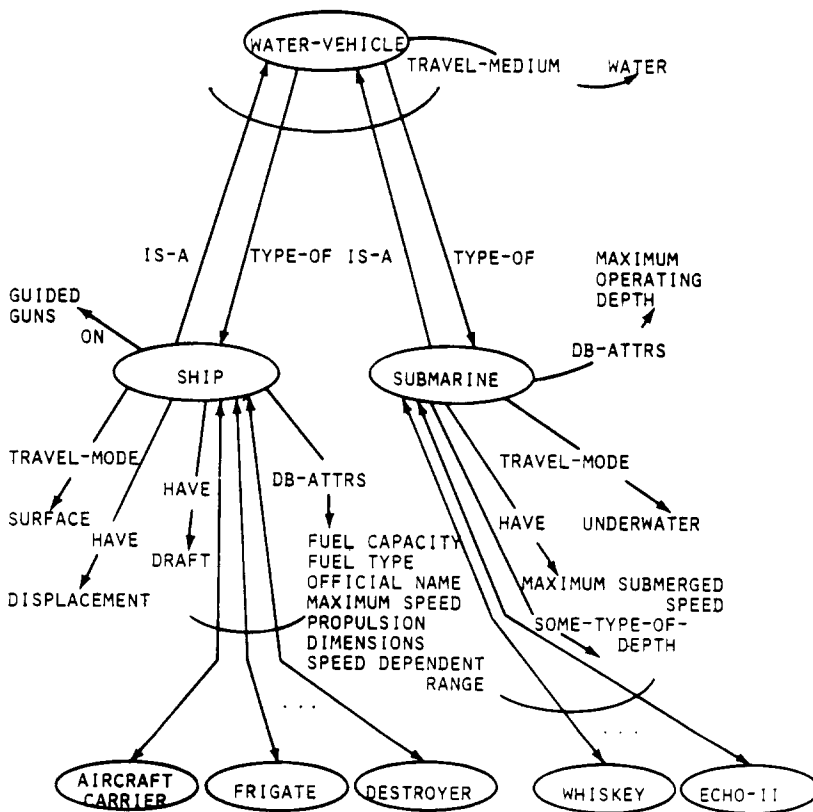 WATER-VEHICLE
TRAVEL-MEDIUM
WATER
IS-A
TYPE-OF
IS-A
TYPE-OF
MAXIMUM
OPERATING
DEPTH
GUIDED
GUNS
ON
DB-ATTRS
SHIP
SUBMARINE
TRAVEL-MODE
SURFACE
HAVE
DISPLACEMENT
HAVE
DRAFT
DB-ATTRS
FUEL CAPACITY
FUEL TYPE
OFFICIAL NAME
MAXIMUM SPEED
PROPULSION
DIMENSIONS
SPEED DEPENDENT
RANGE
TRAVEL-MODE
UNDERWATER
HAVE
MAXIMUM SUBMERGED
SPEED
SOME-TYPE-OF-
DEPTH
...
...
AIRCRAFT
CARRIER
FRIGATE
DESTROYER
WHISKEY
ECHO-II